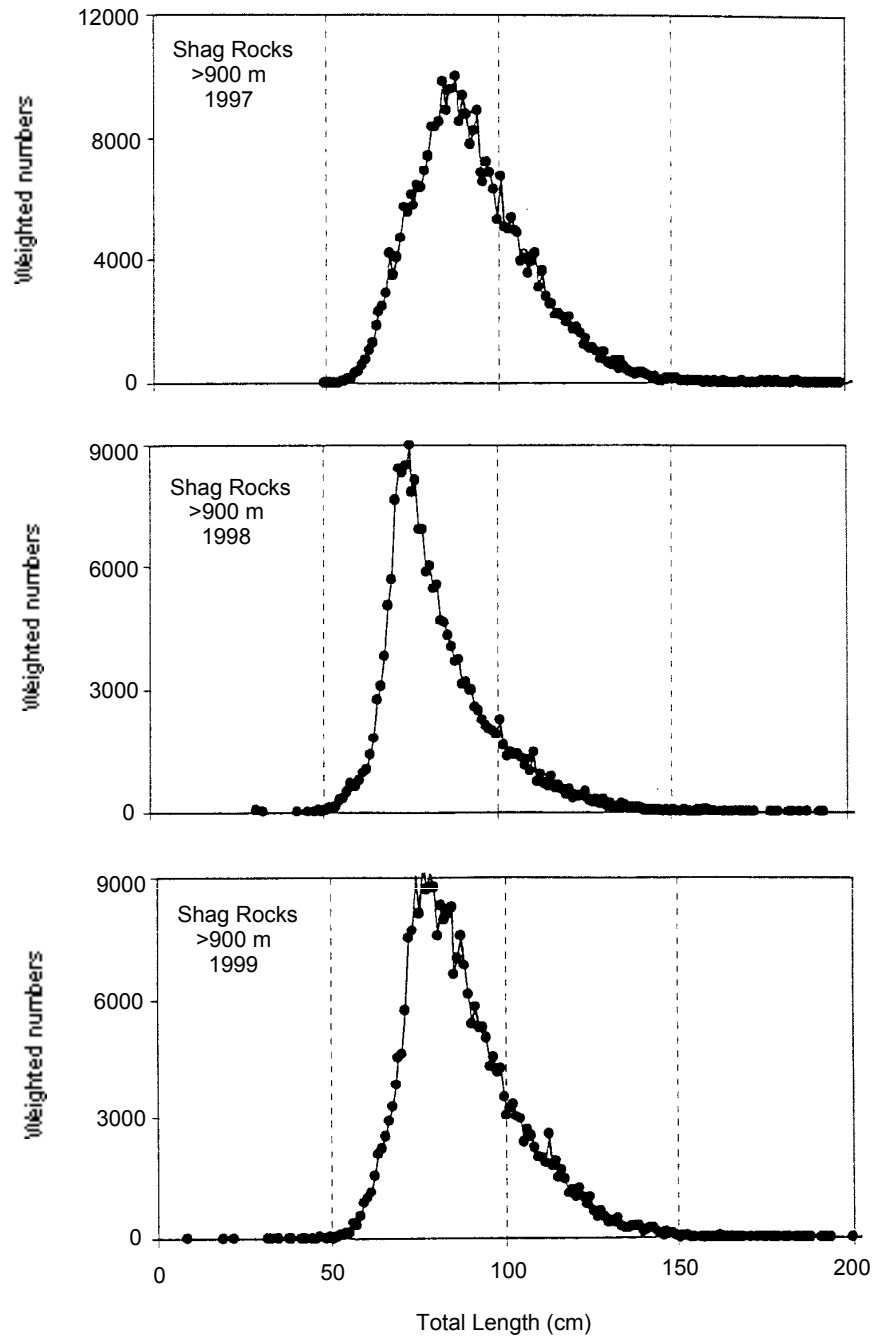 12000
Shag Rocks
>900 m
1997
8000
4000
0
Weighted numbers
9000
Shag Rocks
>900 m
1998
6000
3000
0
Weighted numbers
9000
Shag Rocks
>900 m
1999
6000
3000
0
Weighted numbers
0 50 100 150 200
Total Length (cm)